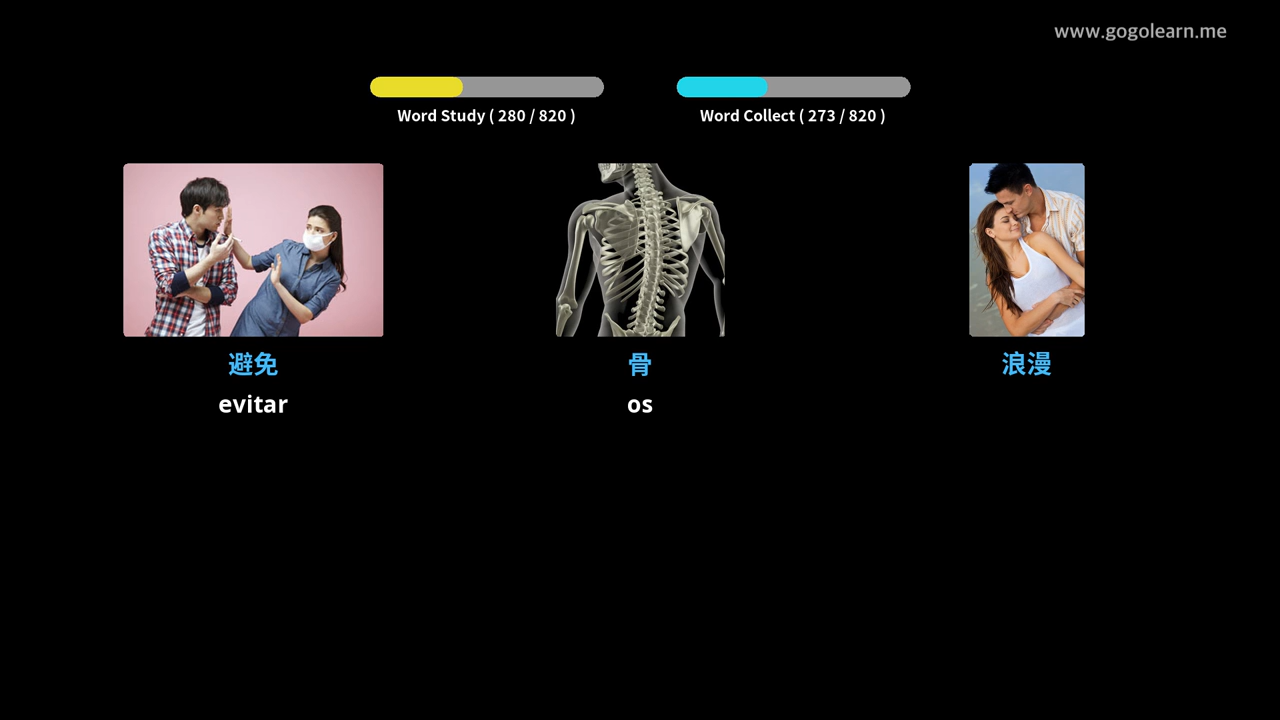 www.gogolearn.me
Word Study ( 280 / 820 )
Word Collect ( 273 / 820 )
避免
骨
浪漫
evitar
os